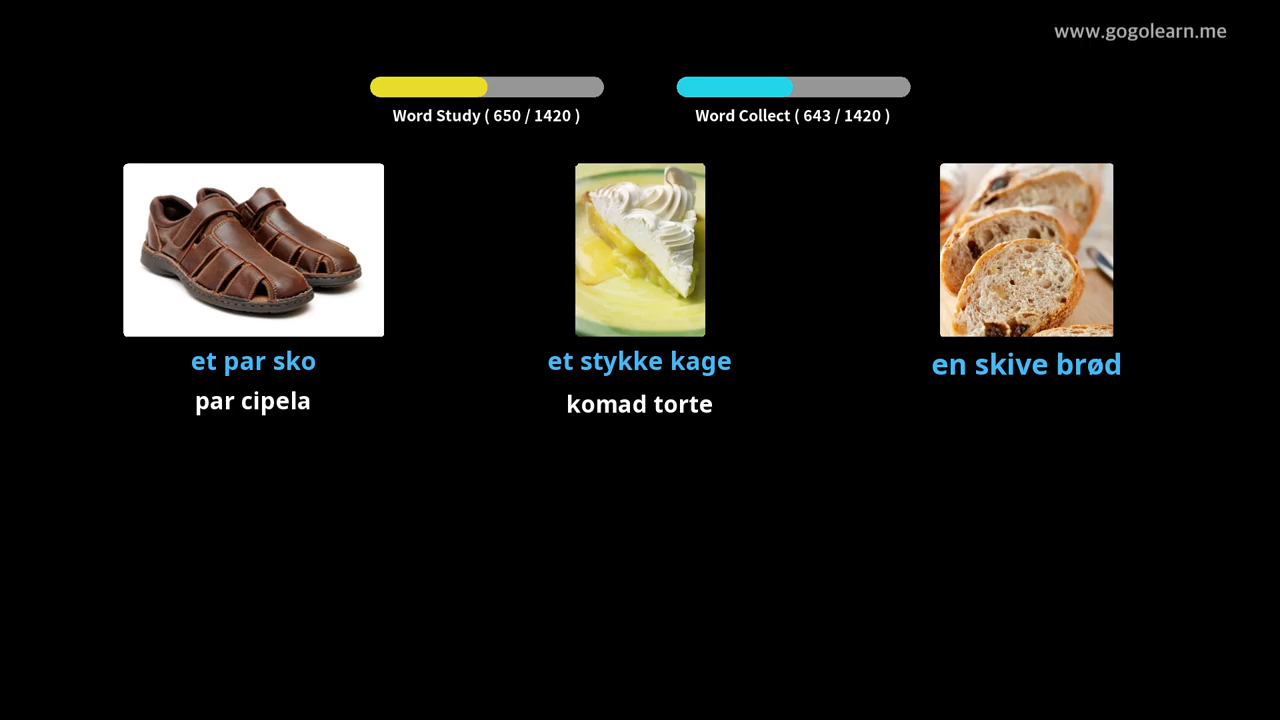 www.gogolearn.me
Word Study ( 650 / 1420 )
Word Collect ( 643 / 1420 )
et par sko
par cipela
et stykke kage
komad torte
en skive brød